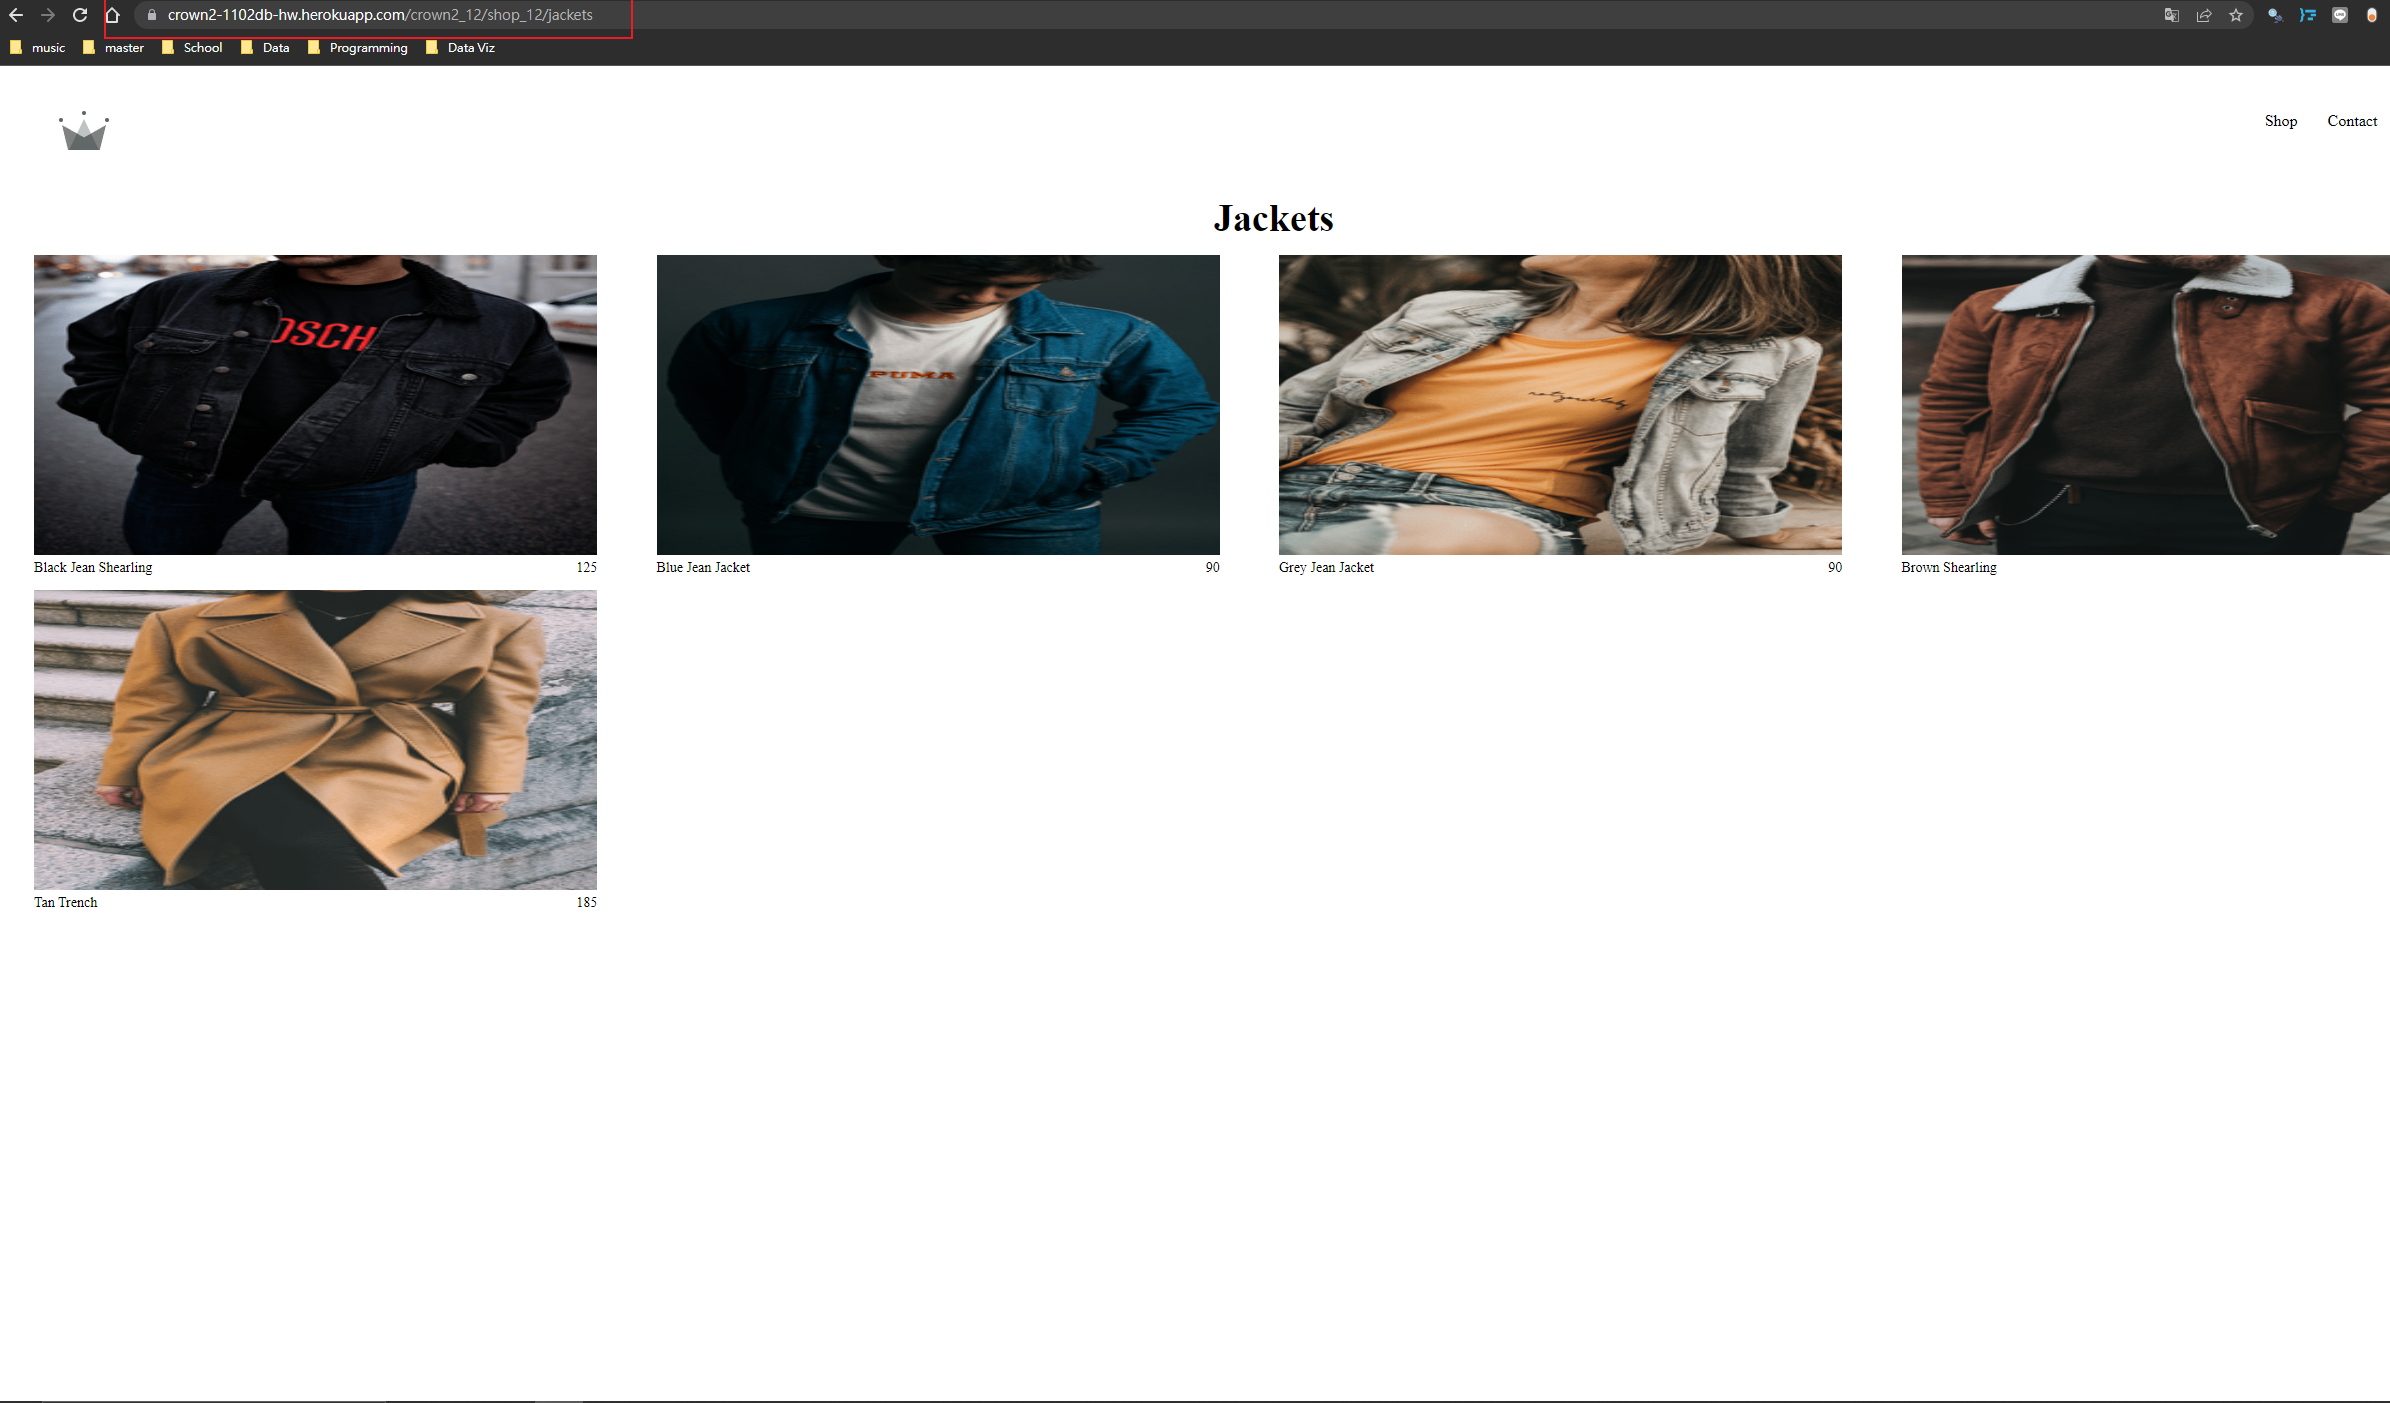 crown2-1102db-hw.herokuapp.com/crown2_12/shop_12/jackets
music master School Data Programming Data Viz
Shop Contact
Jackets
OSCH
PUMA
Black Jean Shearling 125
Blue Jean Jacket 90
Grey Jean Jacket 90
Brown Shearling
Tan Trench 185